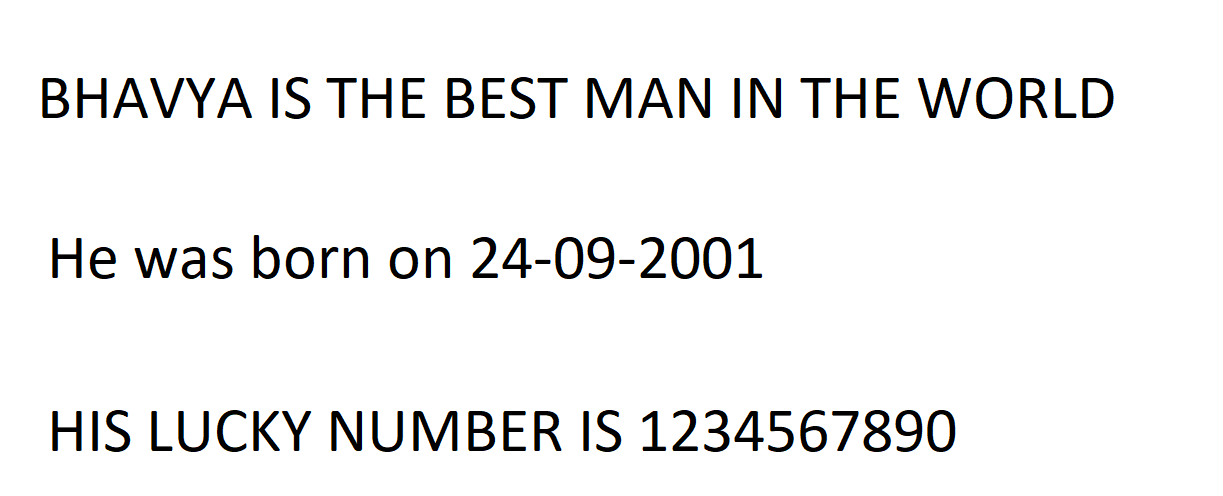 BHAVYA IS THE BEST MAN IN THE WORLD
He was born on 24-09-2001
HIS LUCKY NUMBER IS 1234567890